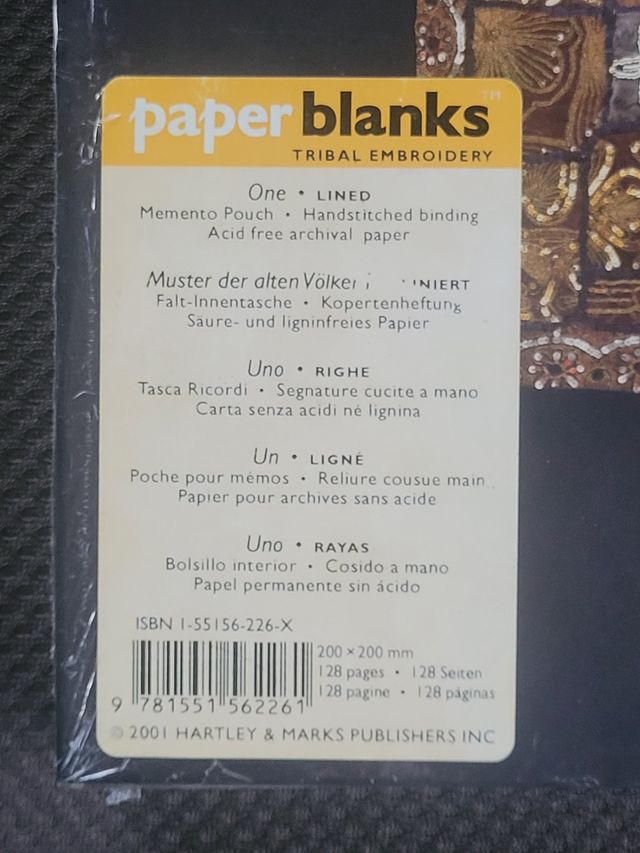 paperblanks™
TRIBAL EMBROIDERY
One • LINED
Memento Pouch • Handstitched binding
Acid free archival paper
Muster der alten Völker
Falt-Innentasche • Kopertenheftung
Säure- und ligninfreies Papier
Uno • RIGHE
Tasca Ricordi • Segnature cucite a mano
Carta senza acidi né lignina
Un • LIGNÉ
Poche pour mémos • Reliure cousue main
Papier pour archives sans acide
Uno • RAYAS
Bolsillo interior • Cosido a mano
Papel permanente sin ácido
ISBN 1-55156-226-X
200 × 200 mm
128 pages • 128 Seiten
128 pagine • 128 páginas
9 781551 562261
© 2001 HARTLEY & MARKS PUBLISHERS INC